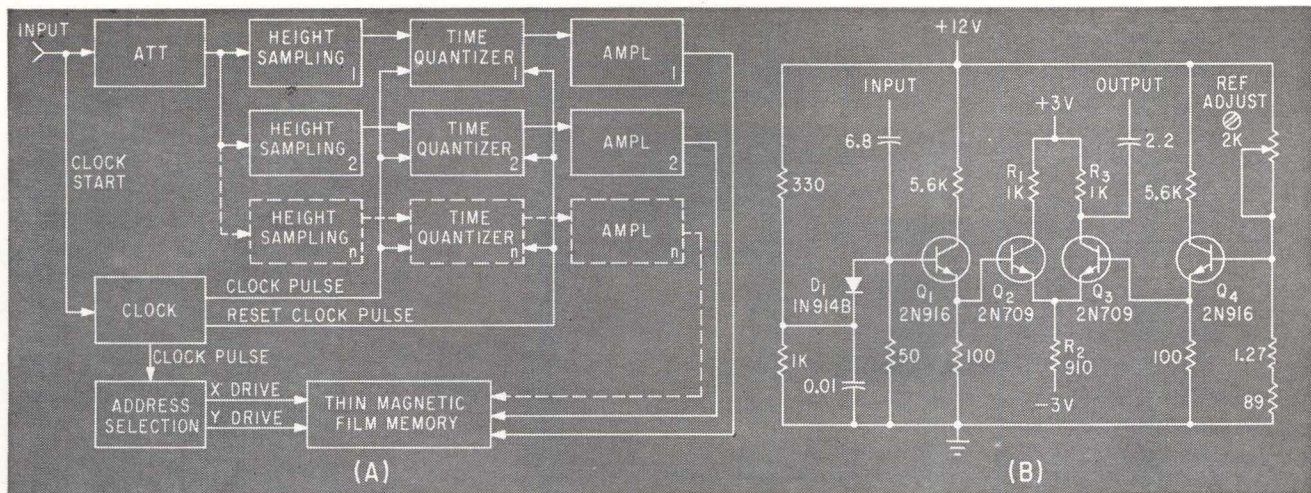 INPUT
ATT
HEIGHT
SAMPLING 1
TIME
QUANTIZER 1
AMPL
1
HEIGHT
SAMPLING 2
TIME
QUANTIZER 2
AMPL
2
CLOCK
START
HEIGHT
SAMPLING n
TIME
QUANTIZER n
AMPL
n
CLOCK
CLOCK PULSE
RESET CLOCK PULSE
CLOCK PULSE
ADDRESS
SELECTION
X DRIVE
Y DRIVE
THIN MAGNETIC
FILM MEMORY
(A)
+12V
INPUT
OUTPUT
REF
ADJUST
2K
+3V
6.8
2.2
330
5.6K
R1
1K
R3
1K
5.6K
D1
1N914B
Q1
2N916
Q2
2N709
Q3
2N709
Q4
2N916
1K
0.01
50
100
R2
910
-3V
100
1.27
89
(B)